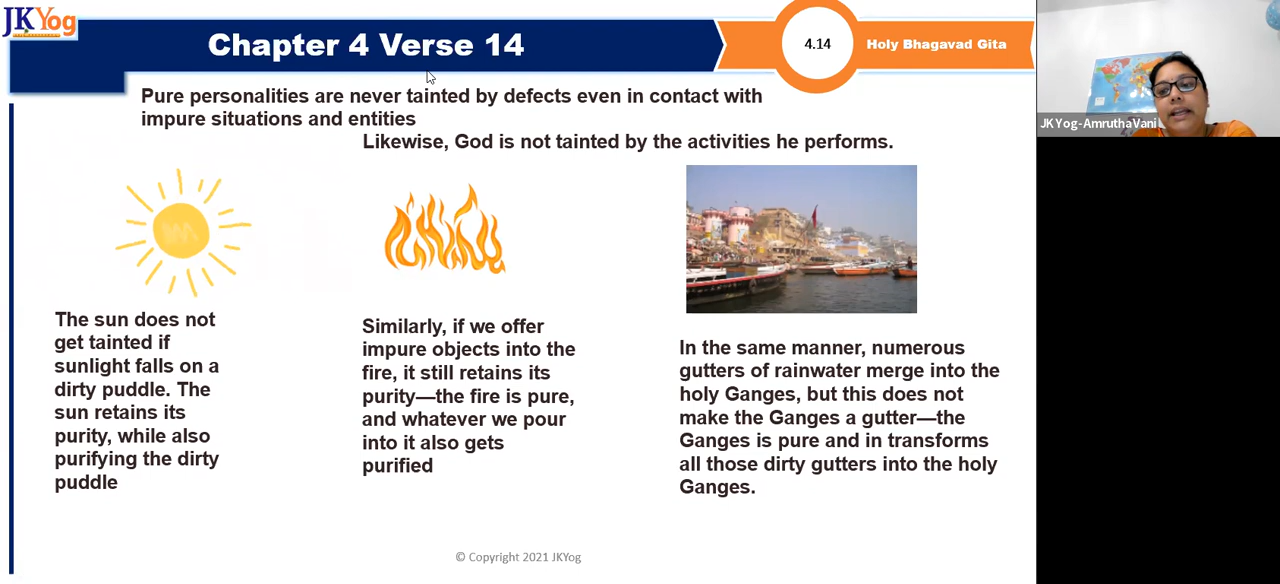 JKYog
Chapter 4 Verse 14
4.14
Holy Bhagavad Gita
JKYog-AmruthaVani
Pure personalities are never tainted by defects even in contact with
impure situations and entities
Likewise, God is not tainted by the activities he performs.
The sun does not
get tainted if
sunlight falls on a
dirty puddle. The
sun retains its
purity, while also
purifying the dirty
puddle
Similarly, if we offer
impure objects into the
fire, it still retains its
purity—the fire is pure,
and whatever we pour
into it also gets
purified
In the same manner, numerous
gutters of rainwater merge into the
holy Ganges, but this does not
make the Ganges a gutter—the
Ganges is pure and in transforms
all those dirty gutters into the holy
Ganges.
© Copyright 2021 JKYog